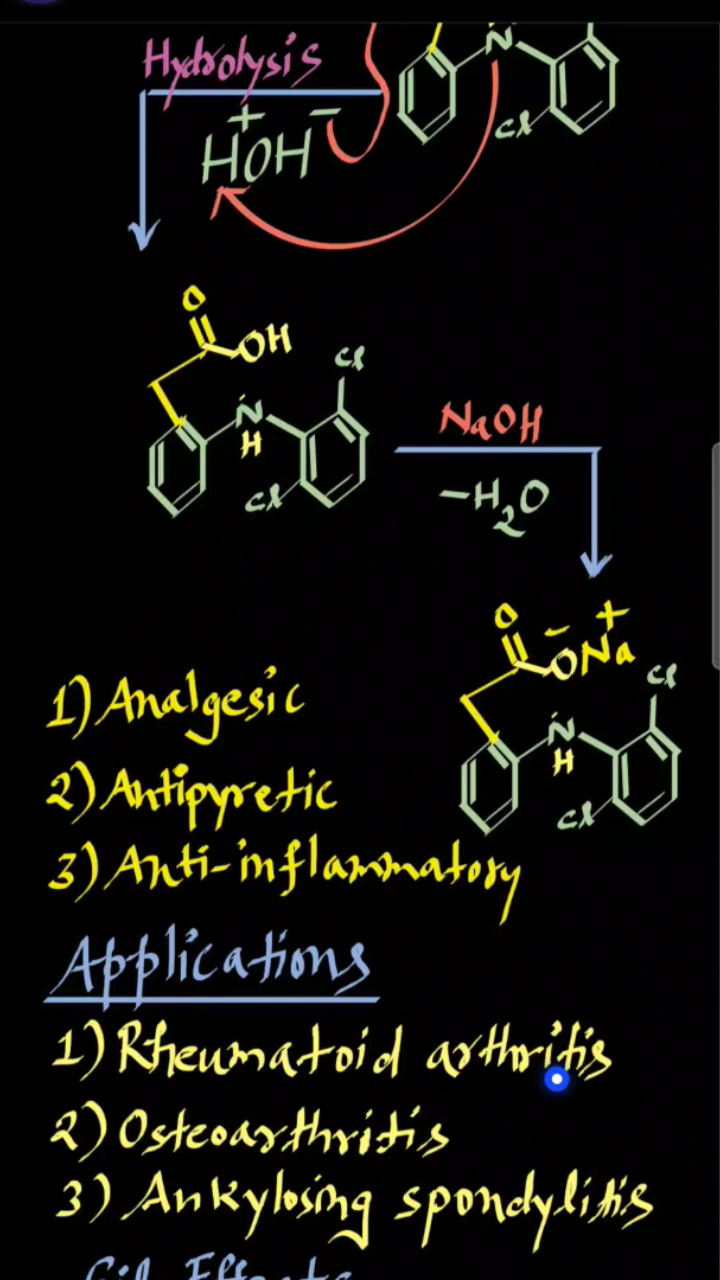 Hydrolysis
N
Cl
+ -
HOH
O
OH
Cl
N
H
Cl
NaOH
-H2O
O
- +
ONa
Cl
N
H
Cl
1) Analgesic
2) Antipyretic
3) Anti-inflammatory
Applications
1) Rheumatoid arthritis
2) Osteoarthritis
3) Ankylosing spondylitis